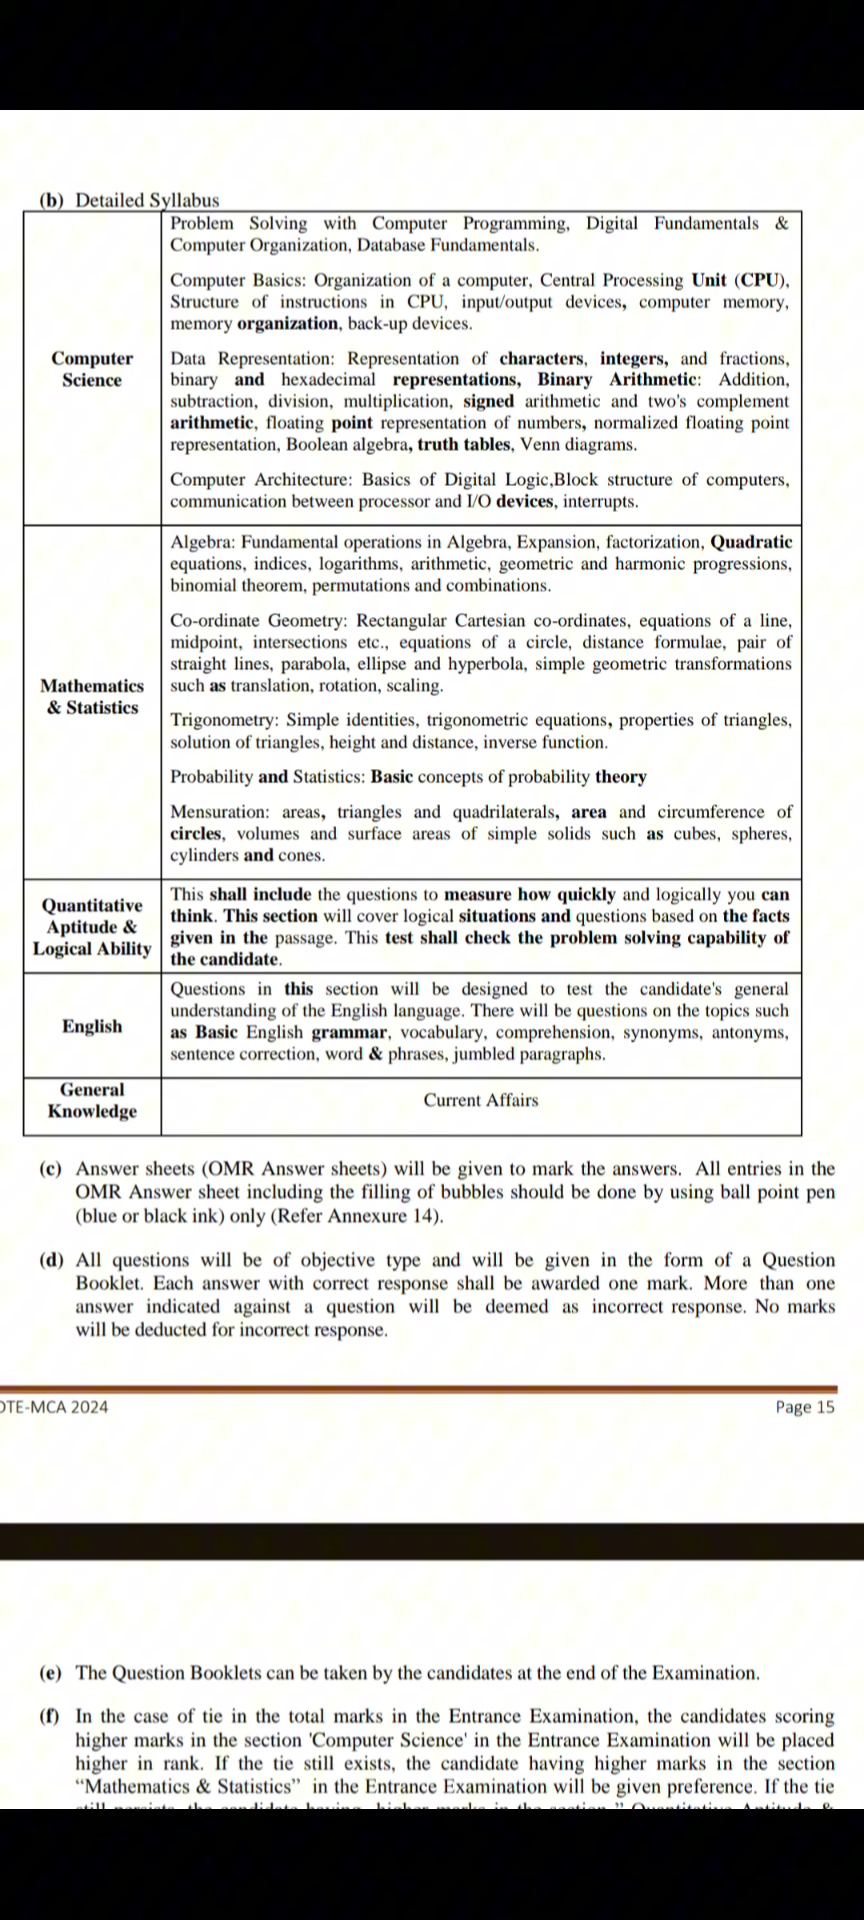 (b) Detailed Syllabus
Problem Solving with Computer Programming, Digital Fundamentals &
Computer Organization, Database Fundamentals.
Computer Basics: Organization of a computer, Central Processing Unit (CPU),
Structure of instructions in CPU, input/output devices, computer memory,
memory organization, back-up devices.
Computer
Science
Data Representation: Representation of characters, integers, and fractions,
binary and hexadecimal representations, Binary Arithmetic: Addition,
subtraction, division, multiplication, signed arithmetic and two's complement
arithmetic, floating point representation of numbers, normalized floating point
representation, Boolean algebra, truth tables, Venn diagrams.
Computer Architecture: Basics of Digital Logic,Block structure of computers,
communication between processor and I/O devices, interrupts.
Algebra: Fundamental operations in Algebra, Expansion, factorization, Quadratic
equations, indices, logarithms, arithmetic, geometric and harmonic progressions,
binomial theorem, permutations and combinations.
Co-ordinate Geometry: Rectangular Cartesian co-ordinates, equations of a line,
midpoint, intersections etc., equations of a circle, distance formulae, pair of
straight lines, parabola, ellipse and hyperbola, simple geometric transformations
such as translation, rotation, scaling.
Mathematics
& Statistics
Trigonometry: Simple identities, trigonometric equations, properties of triangles,
solution of triangles, height and distance, inverse function.
Probability and Statistics: Basic concepts of probability theory
Mensuration: areas, triangles and quadrilaterals, area and circumference of
circles, volumes and surface areas of simple solids such as cubes, spheres,
cylinders and cones.
Quantitative
Aptitude &
Logical Ability
This shall include the questions to measure how quickly and logically you can
think. This section will cover logical situations and questions based on the facts
given in the passage. This test shall check the problem solving capability of
the candidate.
English
Questions in this section will be designed to test the candidate's general
understanding of the English language. There will be questions on the topics such
as Basic English grammar, vocabulary, comprehension, synonyms, antonyms,
sentence correction, word & phrases, jumbled paragraphs.
General
Knowledge
Current Affairs
(c) Answer sheets (OMR Answer sheets) will be given to mark the answers. All entries in the
OMR Answer sheet including the filling of bubbles should be done by using ball point pen
(blue or black ink) only (Refer Annexure 14).
(d) All questions will be of objective type and will be given in the form of a Question
Booklet. Each answer with correct response shall be awarded one mark. More than one
answer indicated against a question will be deemed as incorrect response. No marks
will be deducted for incorrect response.
DTE-MCA 2024
Page 15
(e) The Question Booklets can be taken by the candidates at the end of the Examination.
(f) In the case of tie in the total marks in the Entrance Examination, the candidates scoring
higher marks in the section 'Computer Science' in the Entrance Examination will be placed
higher in rank. If the tie still exists, the candidate having higher marks in the section
“Mathematics & Statistics” in the Entrance Examination will be given preference. If the tie